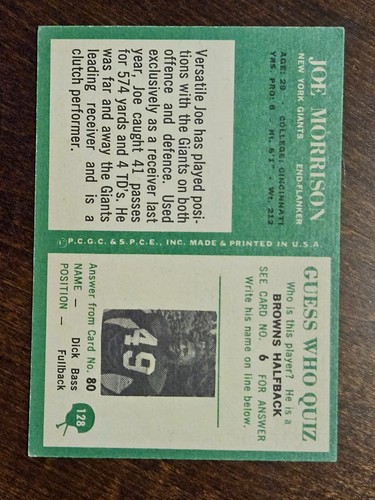 JOE MORRISON
NEW YORK GIANTS END-FLANKER
AGE: 29 · COLLEGE: CINCINNATI
YRS. PRO: 8 · Ht. 6'1" · Wt. 212
Versatile Joe has played posi-
tions with the Giants on both
offence and defence. Used
exclusively as a receiver last
year, Joe caught 41 passes
for 574 yards and 4 TD's. He
was far and away the Giants
leading receiver and is a
clutch performer.
P.C.G.C. & S.P.C.E., INC. MADE & PRINTED IN U.S.A.
GUESS WHO QUIZ
Who is this player? He is a
BROWNS HALFBACK
SEE CARD NO. 6 FOR ANSWER
Write his name on line below.
49
Answer from Card No. 80
NAME — Dick Bass
POSITION — Fullback
128